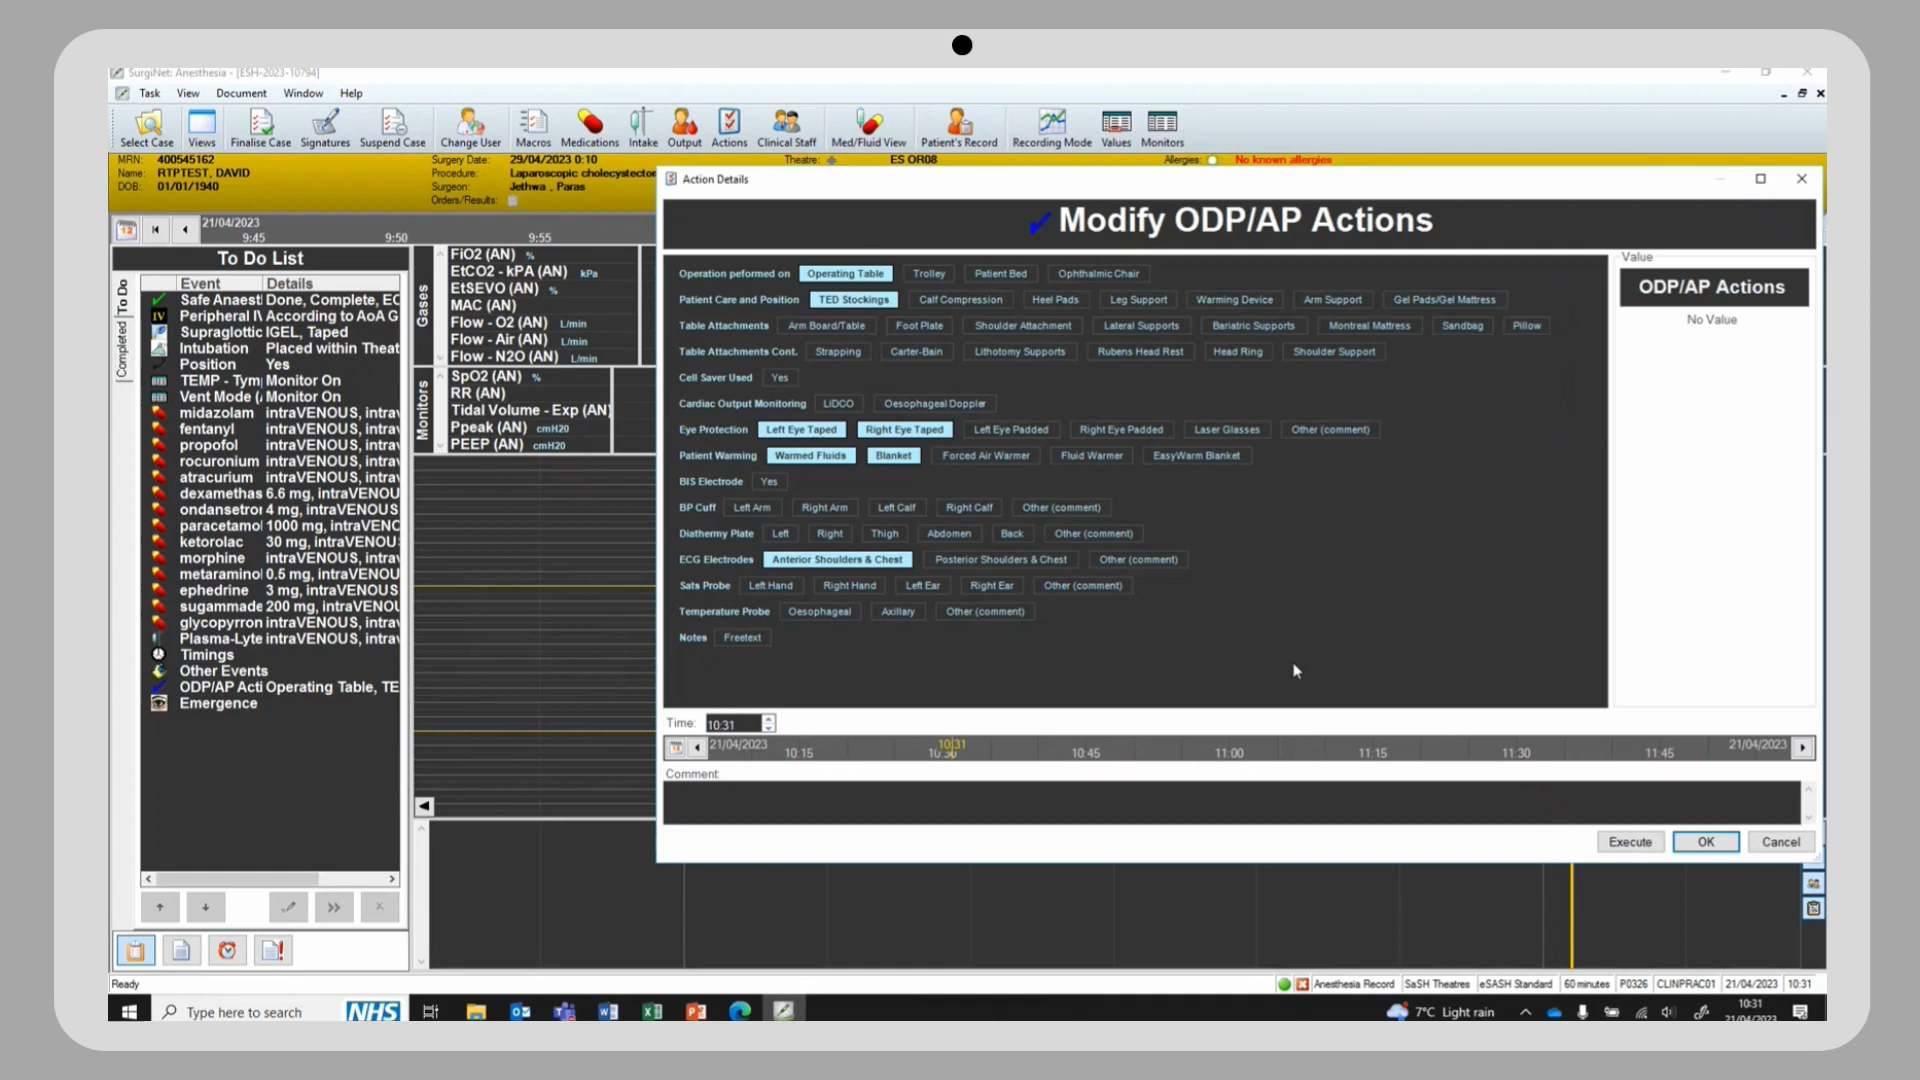 SurgiNet: Anesthesia - [ESH-2023-10794]
Task View Document Window Help
Select Case Views Finalise Case Signatures Suspend Case Change User Macros Medications Intake Output Actions Clinical Staff Med/Fluid View Patient's Record Recording Mode Values Monitors
MRN: 400545162 Surgery Date: 29/04/2023 0:10 Theatre: ES OR08 Allergies: No known allergies
Name: RTPTEST, DAVID Procedure: Laparoscopic cholecystectom
DOB: 01/01/1940 Surgeon: Jethwa , Paras
Orders/Results:
21/04/2023
9:45 9:50 9:55
To Do List
To Do
Completed
Event Details
Safe Anaest Done, Complete, EC
Peripheral I\ According to AoA G
Supraglottic IGEL, Taped
Intubation Placed within Theat
Position Yes
TEMP - Tym Monitor On
Vent Mode ( Monitor On
midazolam intraVENOUS, intra
fentanyl intraVENOUS, intra
propofol intraVENOUS, intra
rocuronium intraVENOUS, intra
atracurium intraVENOUS, intra
dexamethas 6.6 mg, intraVENOUS
ondansetror 4 mg, intraVENOUS
paracetamol 1000 mg, intraVENO
ketorolac 30 mg, intraVENOU
morphine intraVENOUS, intra
metaraminol 0.5 mg, intraVENOU
ephedrine 3 mg, intraVENOUS
sugammade 200 mg, intraVENOU
glycopyrron intraVENOUS, intra
Plasma-Lyte intraVENOUS, intra
Timings
Other Events
ODP/AP Acti Operating Table, TE
Emergence
Gases
FiO2 (AN) %
EtCO2 - kPA (AN) kPa
EtSEVO (AN) %
MAC (AN)
Flow - O2 (AN) L/min
Flow - Air (AN) L/min
Flow - N2O (AN) L/min
Monitors
SpO2 (AN) %
RR (AN)
Tidal Volume - Exp (AN)
Ppeak (AN) cmH20
PEEP (AN) cmH20
Action Details
Modify ODP/AP Actions
Operation peformed on Operating Table Trolley Patient Bed Ophthalmic Chair
Patient Care and Position TED Stockings Calf Compression Heel Pads Leg Support Warming Device Arm Support Gel Pads/Gel Mattress
Table Attachments Arm Board/Table Foot Plate Shoulder Attachment Lateral Supports Bariatric Supports Montreal Mattress Sandbag Pillow
Table Attachments Cont. Strapping Carter-Bain Lithotomy Supports Rubens Head Rest Head Ring Shoulder Support
Cell Saver Used Yes
Cardiac Output Monitoring LiDCO Oesophageal Doppler
Eye Protection Left Eye Taped Right Eye Taped Left Eye Padded Right Eye Padded Laser Glasses Other (comment)
Patient Warming Warmed Fluids Blanket Forced Air Warmer Fluid Warmer EasyWarm Blanket
BIS Electrode Yes
BP Cuff Left Arm Right Arm Left Calf Right Calf Other (comment)
Diathermy Plate Left Right Thigh Abdomen Back Other (comment)
ECG Electrodes Anterior Shoulders & Chest Posterior Shoulders & Chest Other (comment)
Sats Probe Left Hand Right Hand Left Ear Right Ear Other (comment)
Temperature Probe Oesophageal Axillary Other (comment)
Notes Freetext
Value
ODP/AP Actions
No Value
Time: 10:31
21/04/2023 10:15 10:30 10:31 10:45 11:00 11:15 11:30 11:45 21/04/2023
Comment
Execute OK Cancel
Ready Anesthesia Record SaSH Theatres eSASH Standard 60 minutes P0326 CLINPRAC01 21/04/2023 10:31
Type here to search NHS 7°C Light rain 10:31
21/04/2023